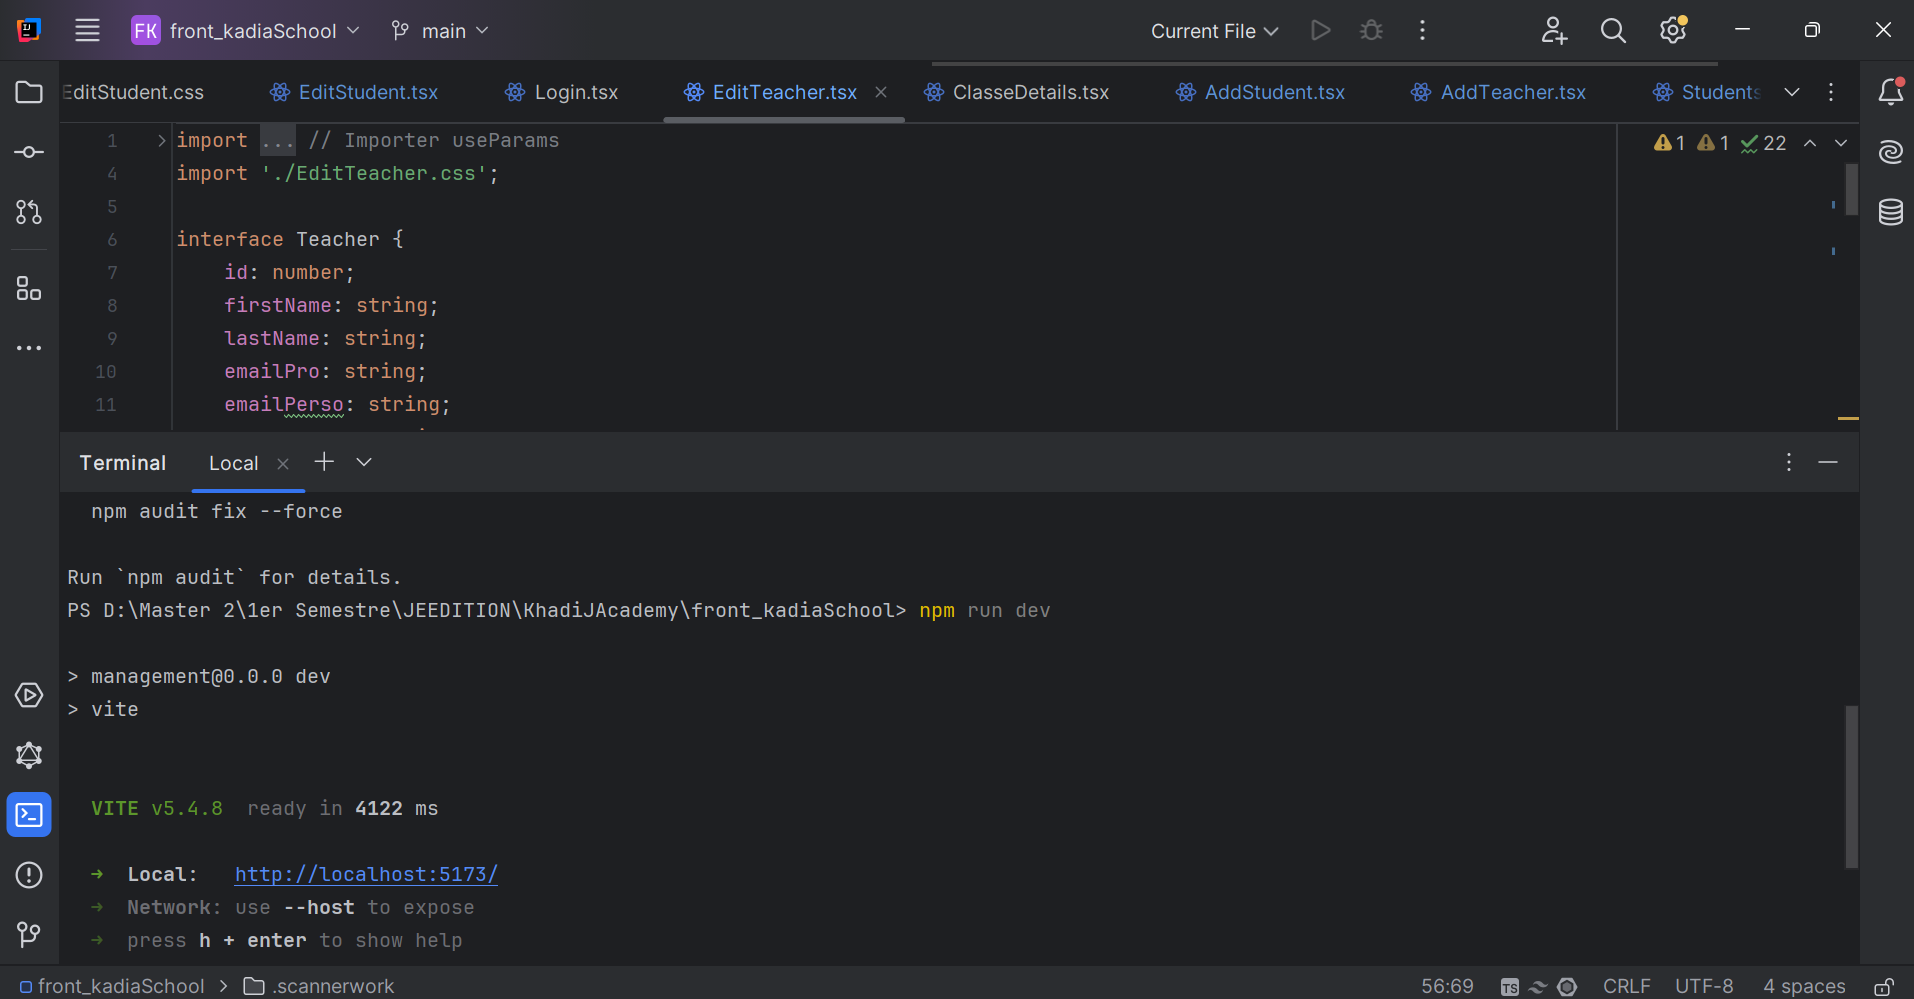 FK front_kadiaSchool main Current File
EditStudent.css EditStudent.tsx Login.tsx EditTeacher.tsx ClasseDetails.tsx AddStudent.tsx AddTeacher.tsx Students
1 import ... // Importer useParams
4 import './EditTeacher.css';
5
6 interface Teacher {
7 id: number;
8 firstName: string;
9 lastName: string;
10 emailPro: string;
11 emailPerso: string;
1 1 22
Terminal Local
npm audit fix --force
Run `npm audit` for details.
PS D:\Master 2\1er Semestre\JEEDITION\KhadiJAcademy\front_kadiaSchool> npm run dev
> management@0.0.0 dev
> vite
VITE v5.4.8 ready in 4122 ms
➜ Local: http://localhost:5173/
➜ Network: use --host to expose
➜ press h + enter to show help
front_kadiaSchool > .scannerwork 56:69 TS CRLF UTF-8 4 spaces